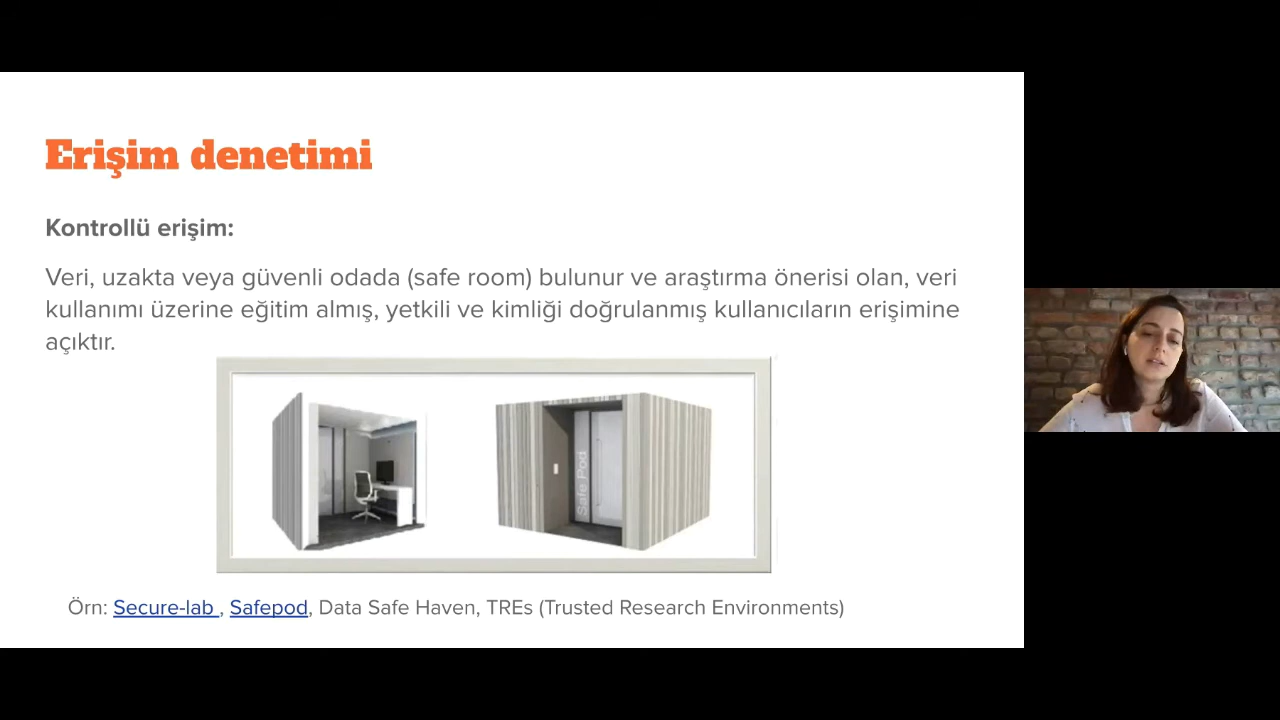 Erişim denetimi
Kontrollü erişim:
Veri, uzakta veya güvenli odada (safe room) bulunur ve araştırma önerisi olan, veri
kullanımı üzerine eğitim almış, yetkili ve kimliği doğrulanmış kullanıcıların erişimine
açıktır.
Safe Pod
Örn: Secure-lab , Safepod, Data Safe Haven, TREs (Trusted Research Environments)